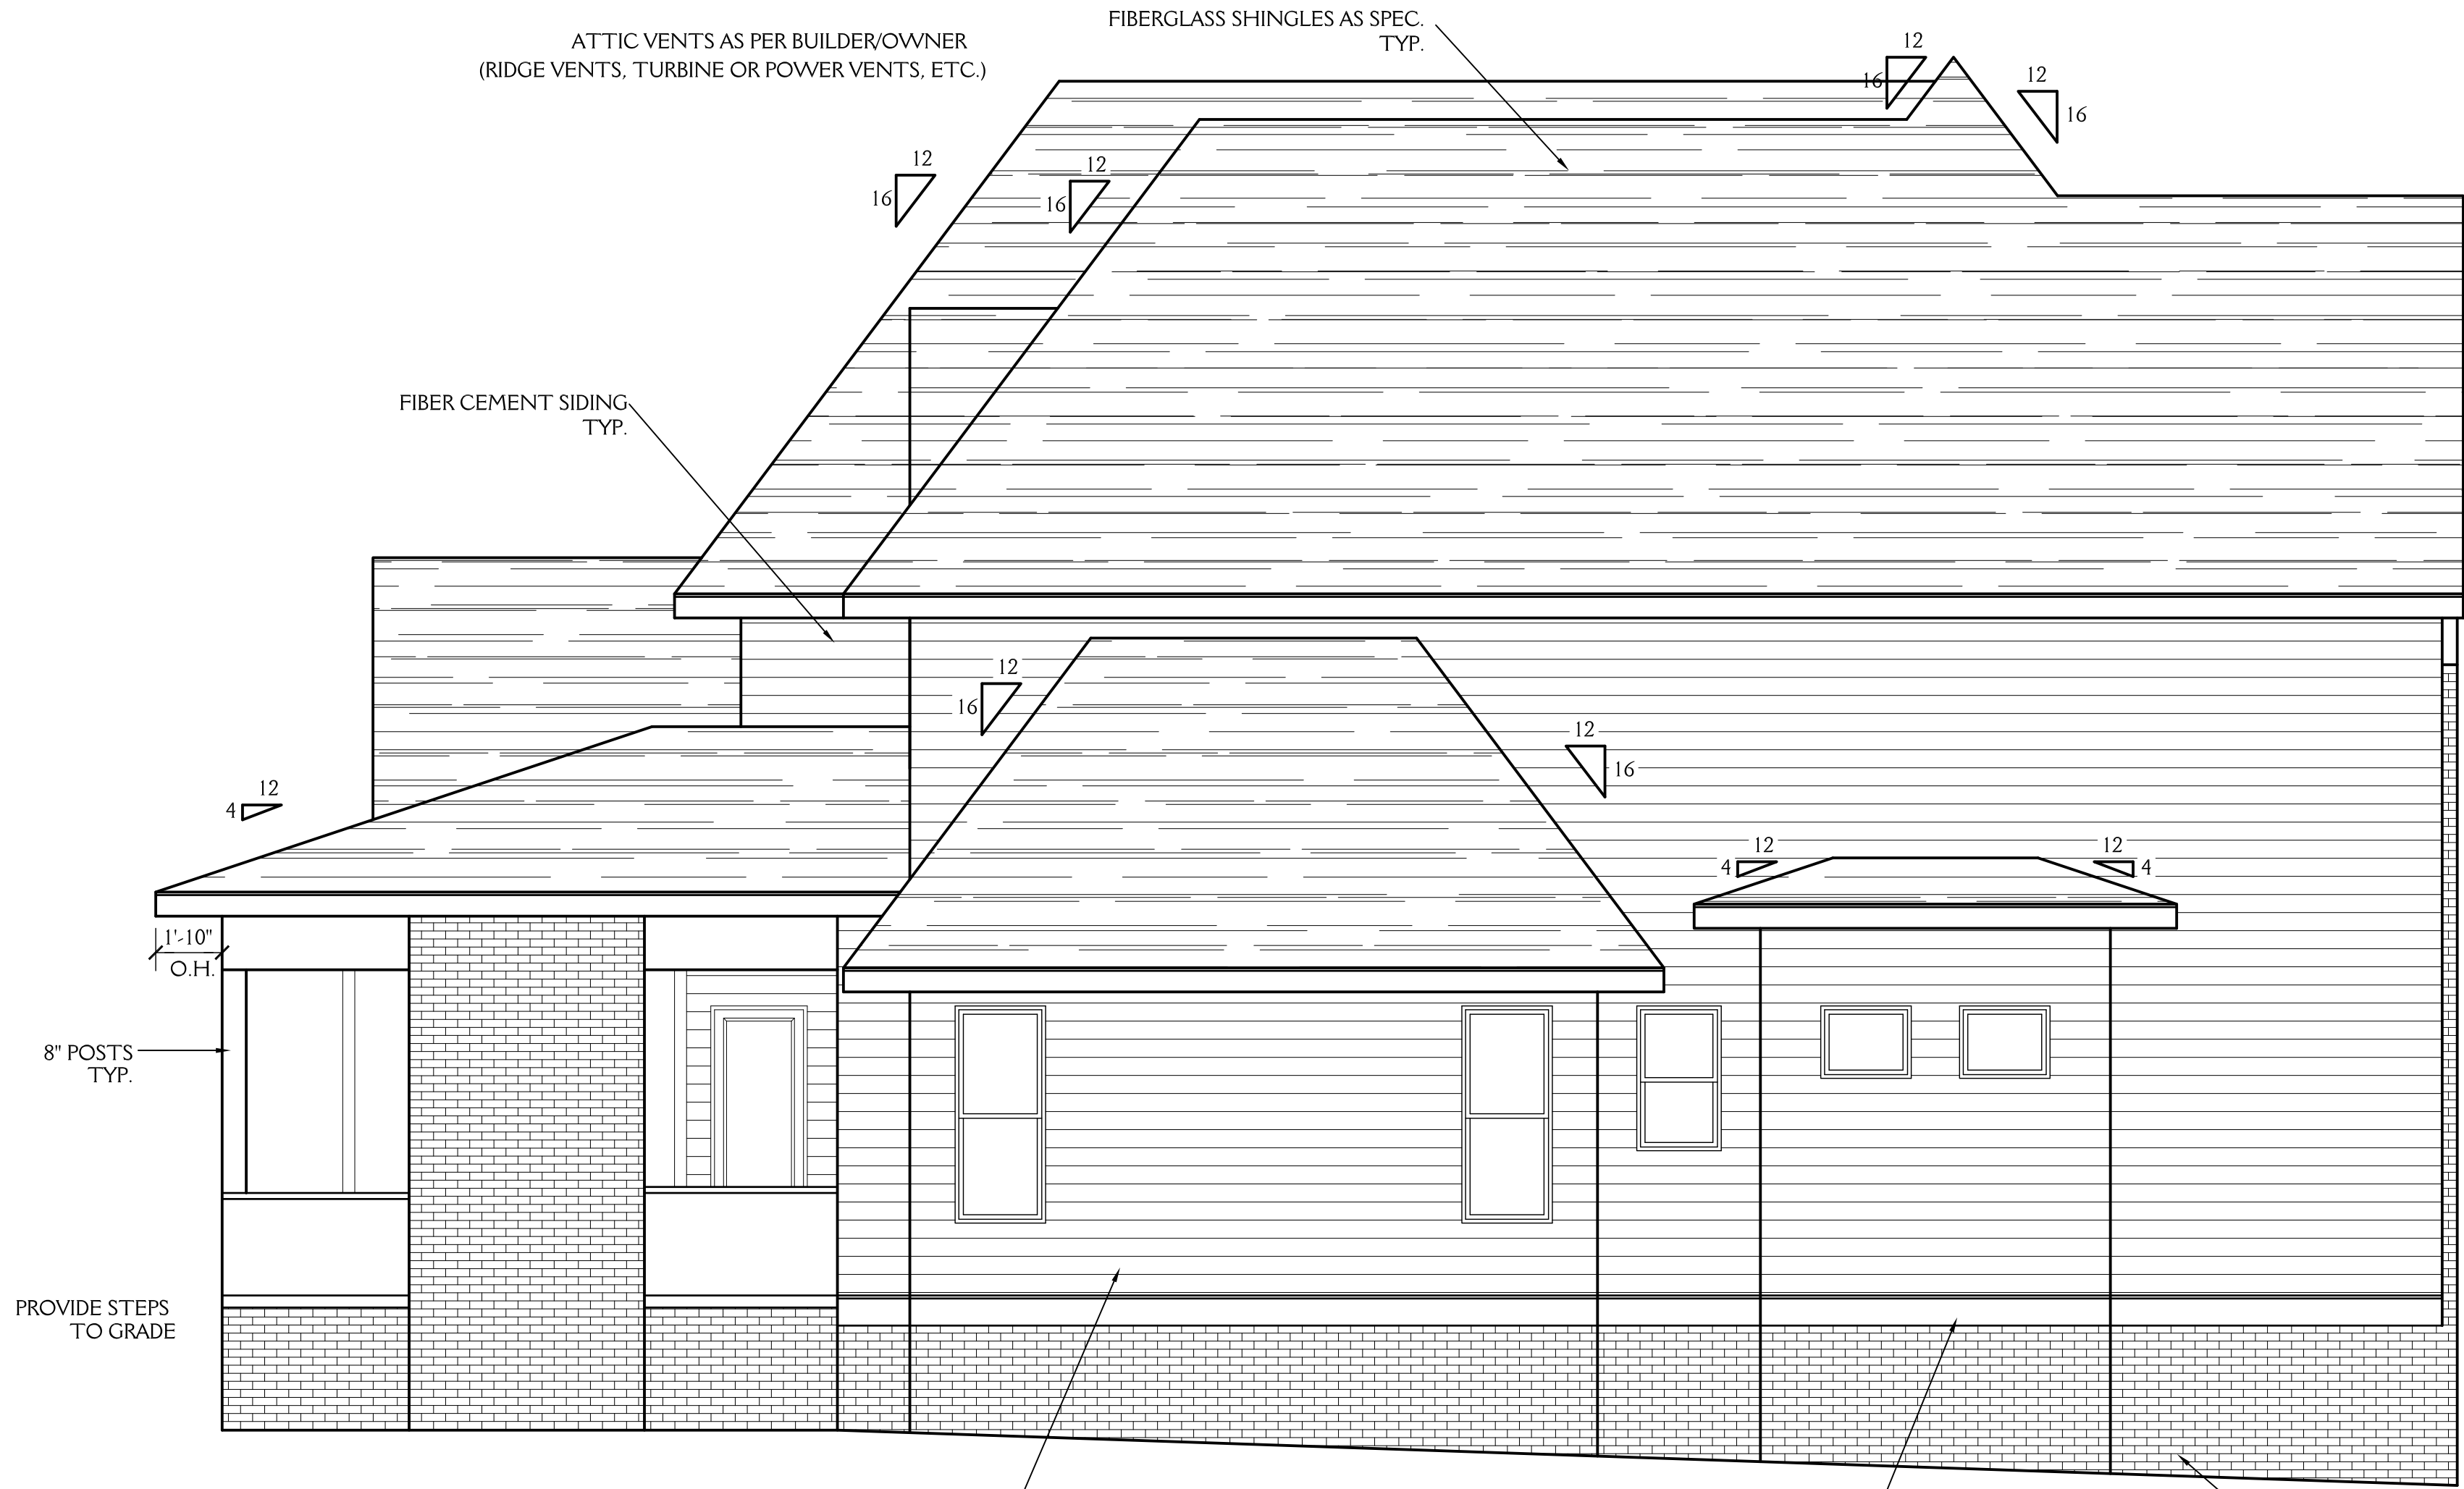 FIBERGLASS SHINGLES AS SPEC.
TYP.
ATTIC VENTS AS PER BUILDER/OWNER
(RIDGE VENTS, TURBINE OR POWER VENTS, ETC.)
12
16
12
16
12
16
12
16
FIBER CEMENT SIDING
TYP.
12
16
12
16
12
4
12
4
12
4
1'-10"
O.H.
8" POSTS
TYP.
PROVIDE STEPS
TO GRADE